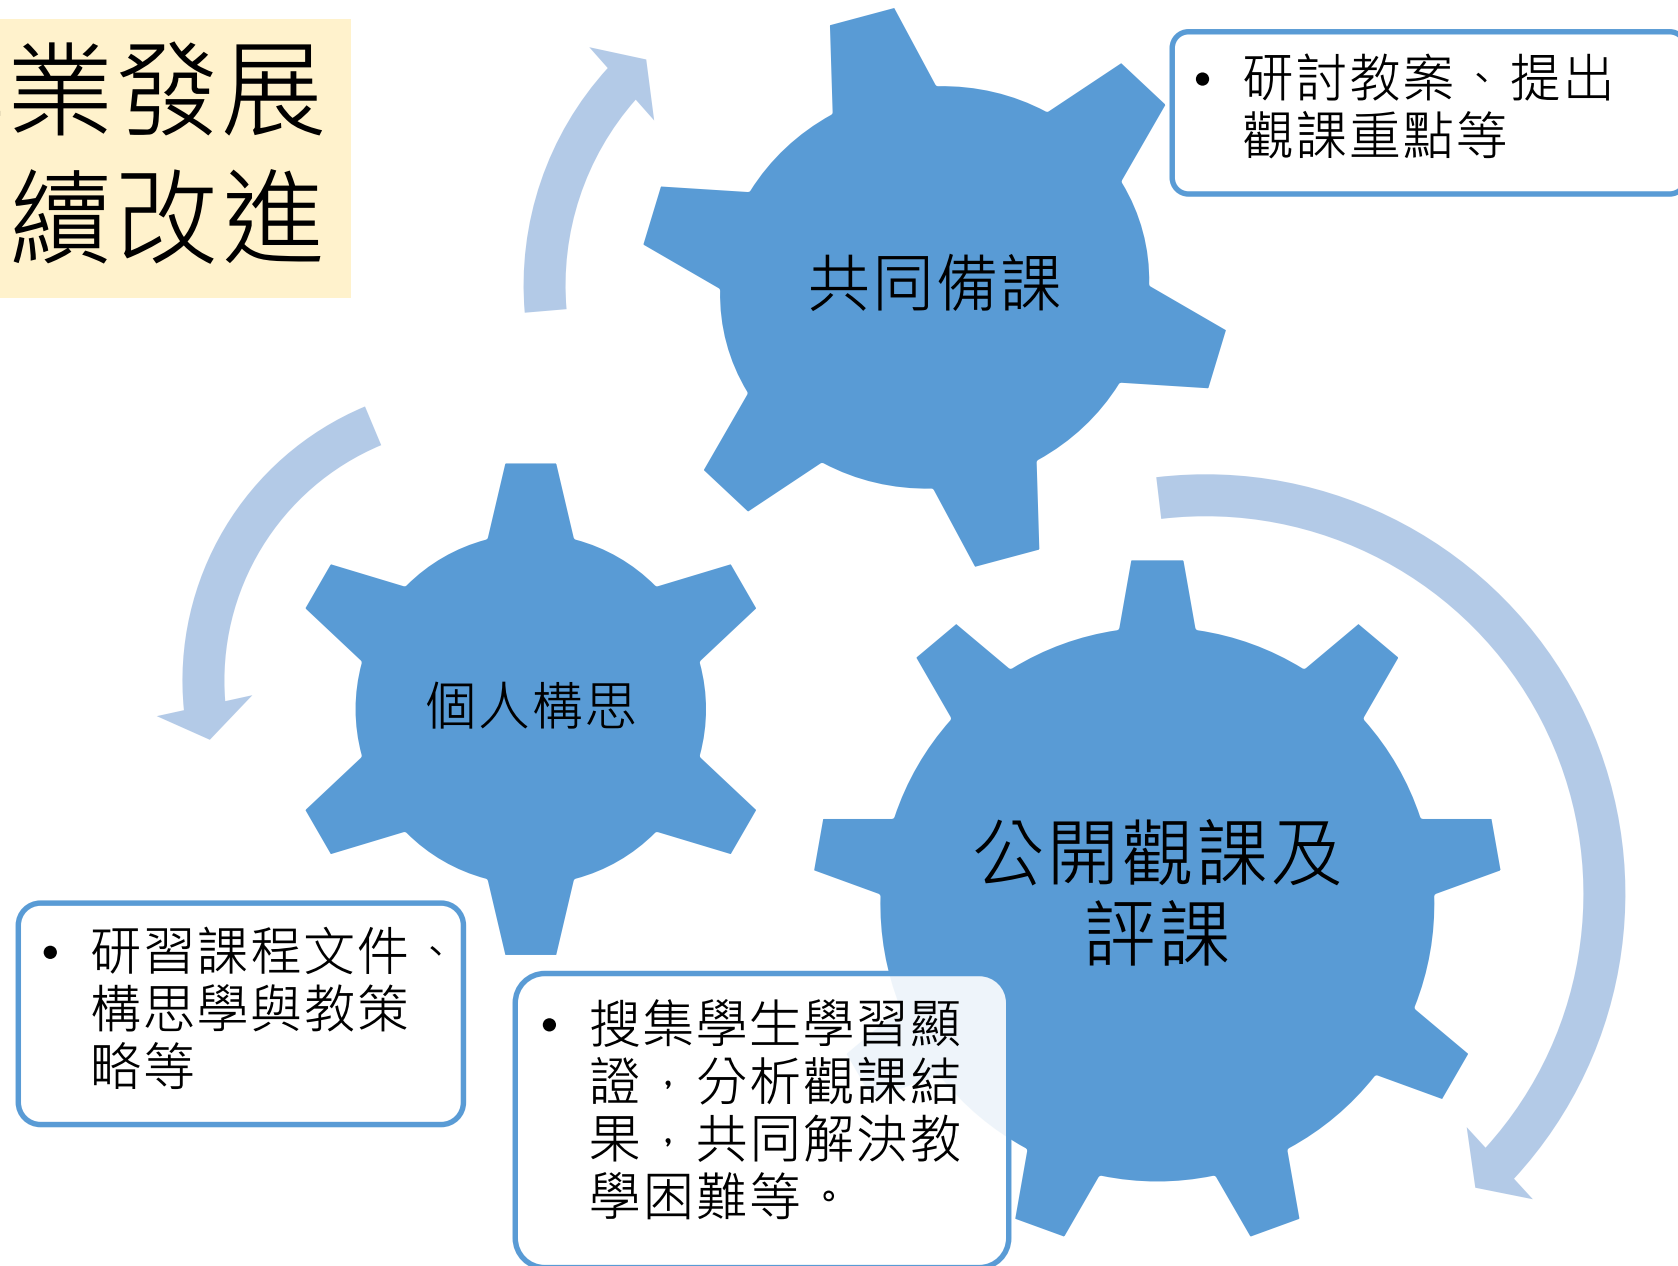 業發展
續改進
• 研討教案、提出
觀課重點等
共同備課
個人構思
公開觀課及
評課
• 研習課程文件、
構思學與教策
略等
• 搜集學生學習顯
證，分析觀課結
果，共同解決教
學困難等。